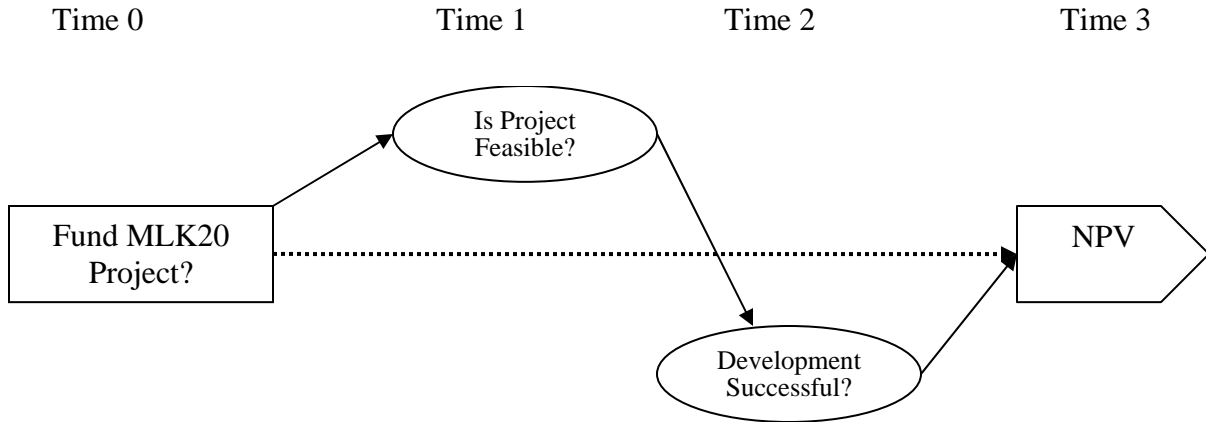 Time 0
Time 1
Time 2
Time 3
Is Project
Feasible?
Fund MLK20
Project?
NPV
Development
Successful?